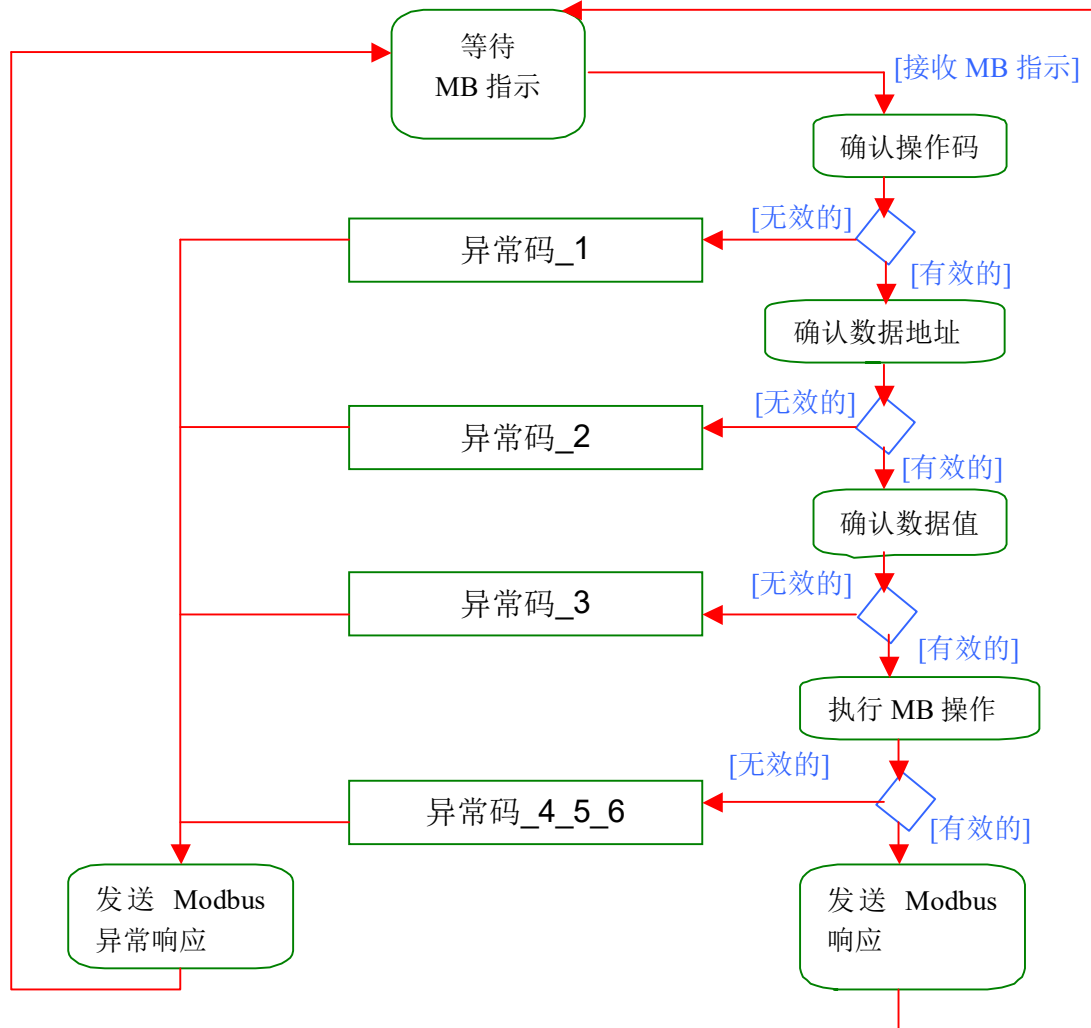 等待
MB 指示
[接收 MB 指示]
确认操作码
[无效的]
异常码_1
[有效的]
确认数据地址
[无效的]
异常码_2
[有效的]
确认数据值
[无效的]
异常码_3
[有效的]
执行 MB 操作
[无效的]
异常码_4_5_6
[有效的]
发送 Modbus
异常响应
发送 Modbus
响应